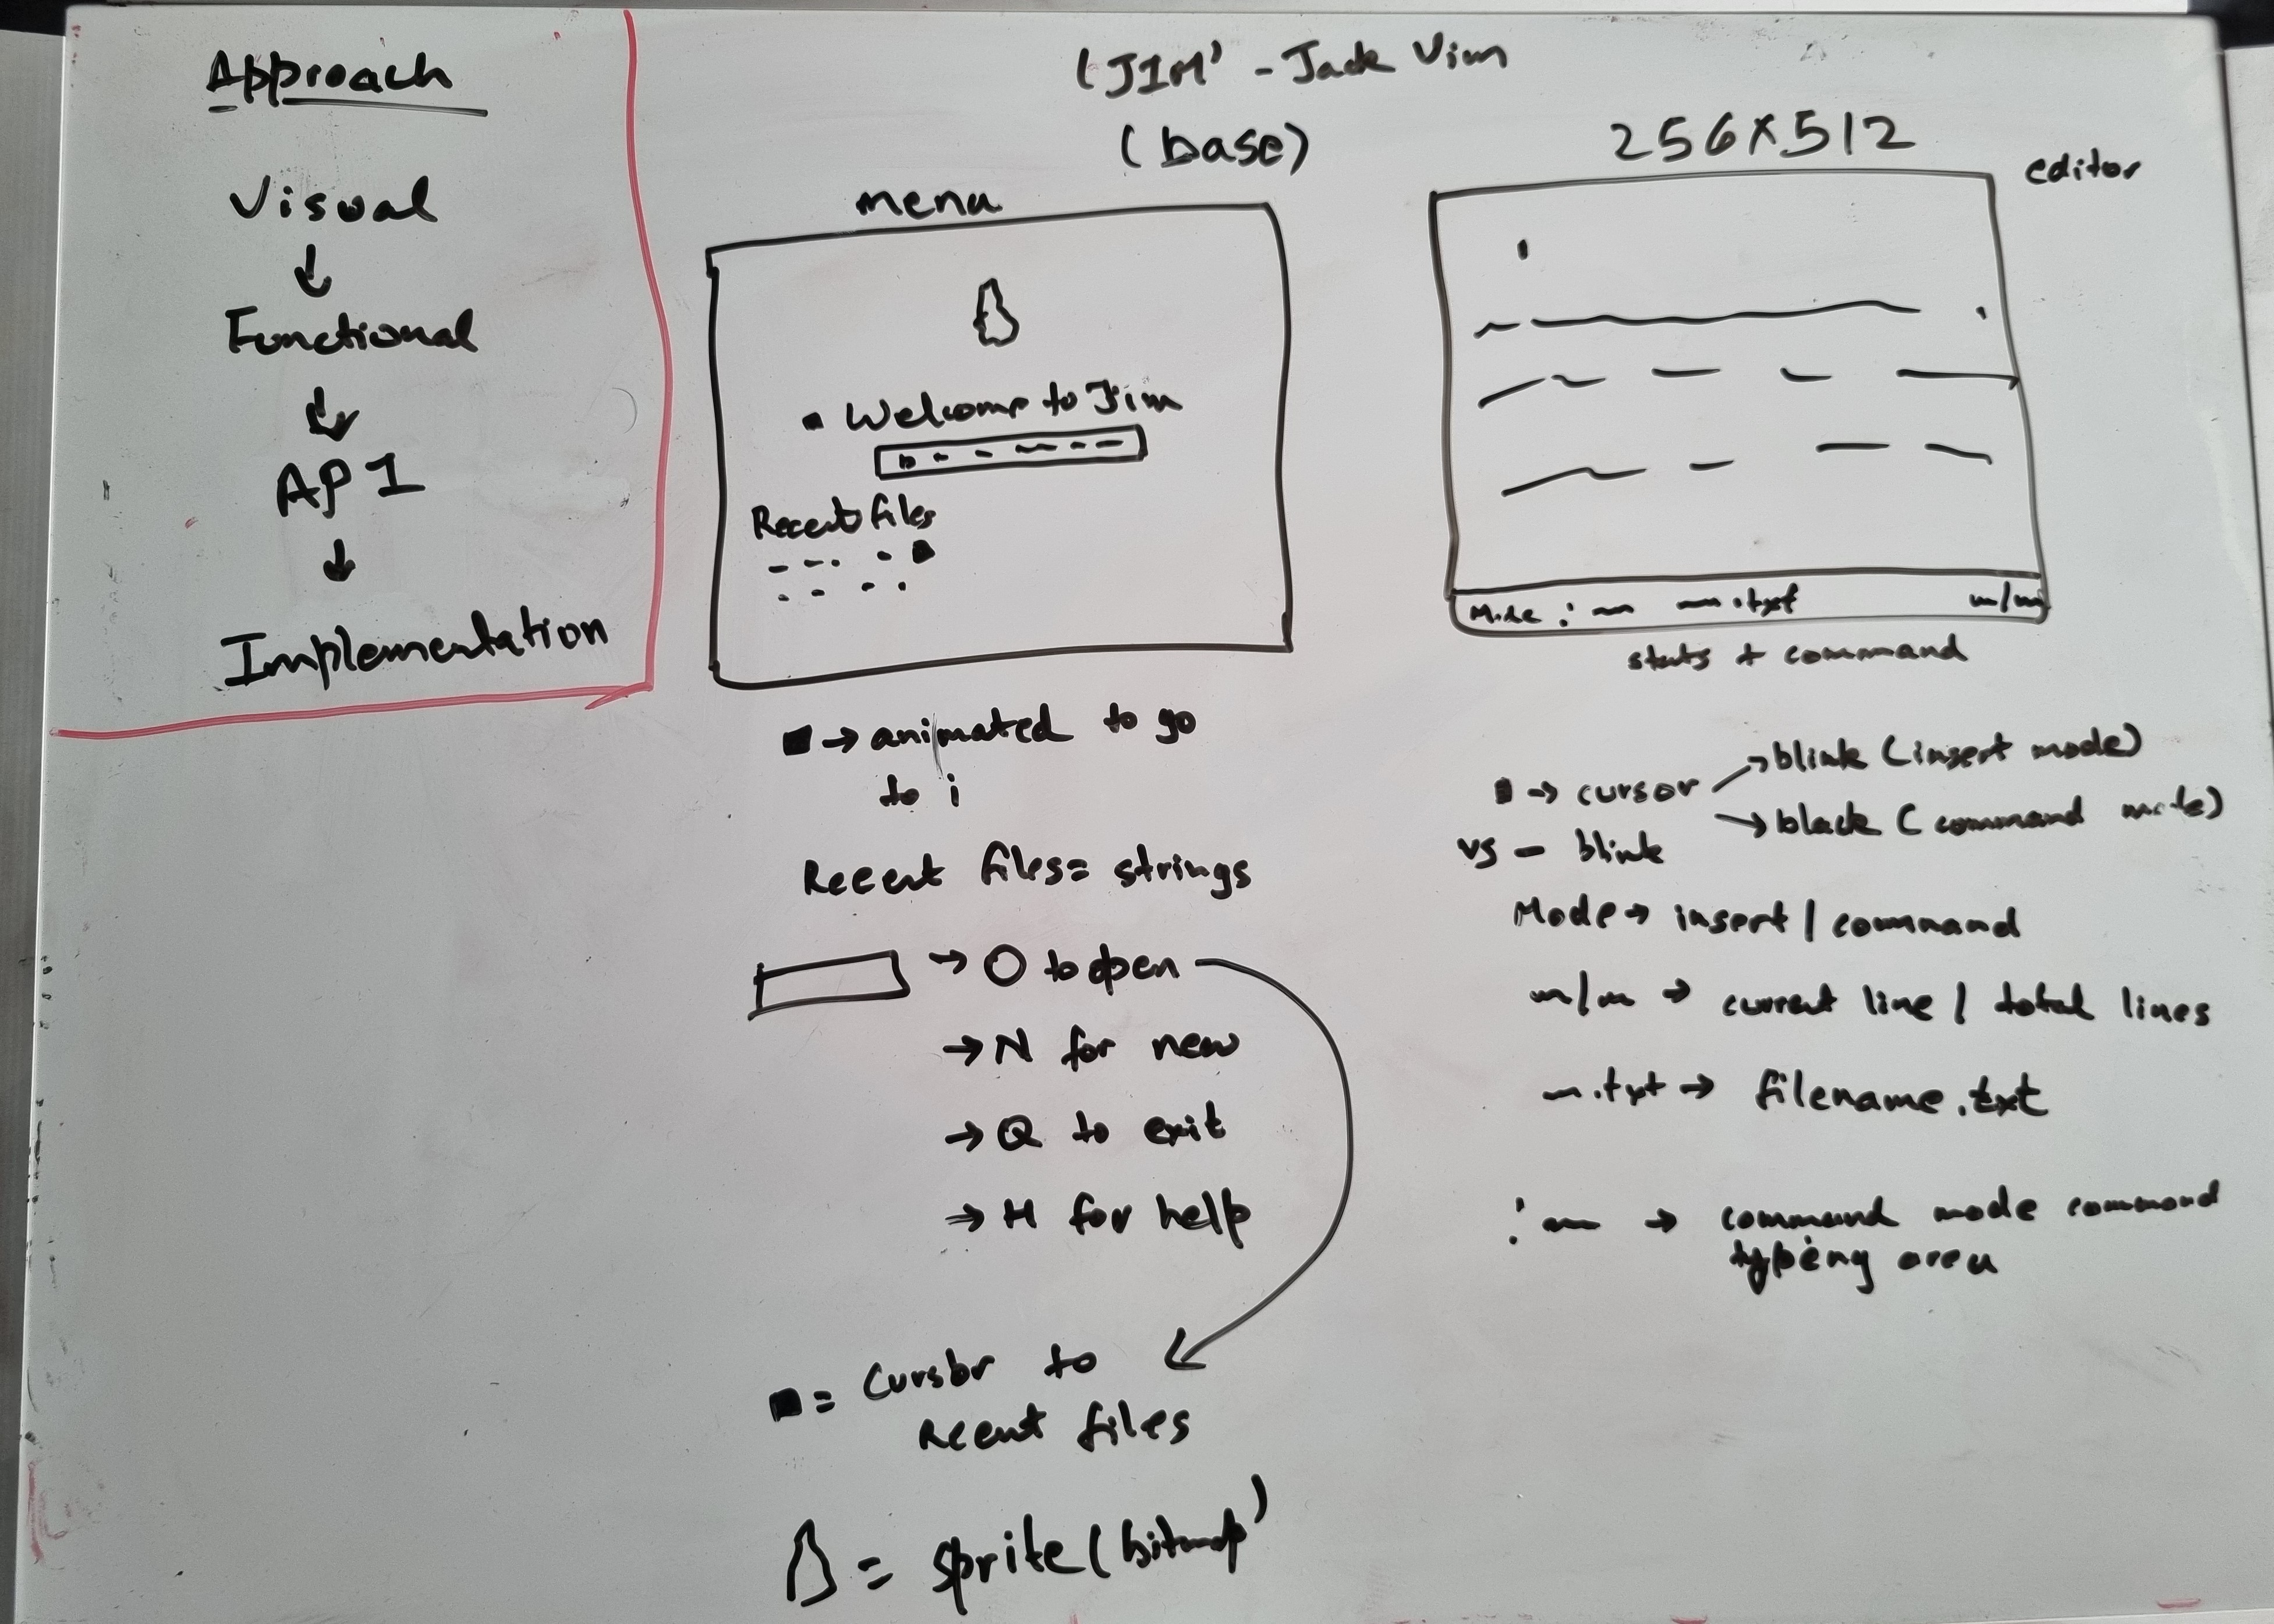 Approach
Visual
↓
Functional
↓
API
↓
Implementation
(JIM' - Jack Vim
(base)
menu
Welcome to Jim
Recent files
■ → animated to go
to i
Recent files = strings
→ O to open
→ N for new
→ Q to exit
→ H for help
■ = Cursor to
recent files
= sprite (bitmap)
256 x 512
editor
Mode : .txt /
stats + command
→ cursor → blink (insert mode)
→ black (command mode)
vs - blink
Mode → insert / command
/ → current line / total lines
.txt → filename.txt
: → command mode command
typing area